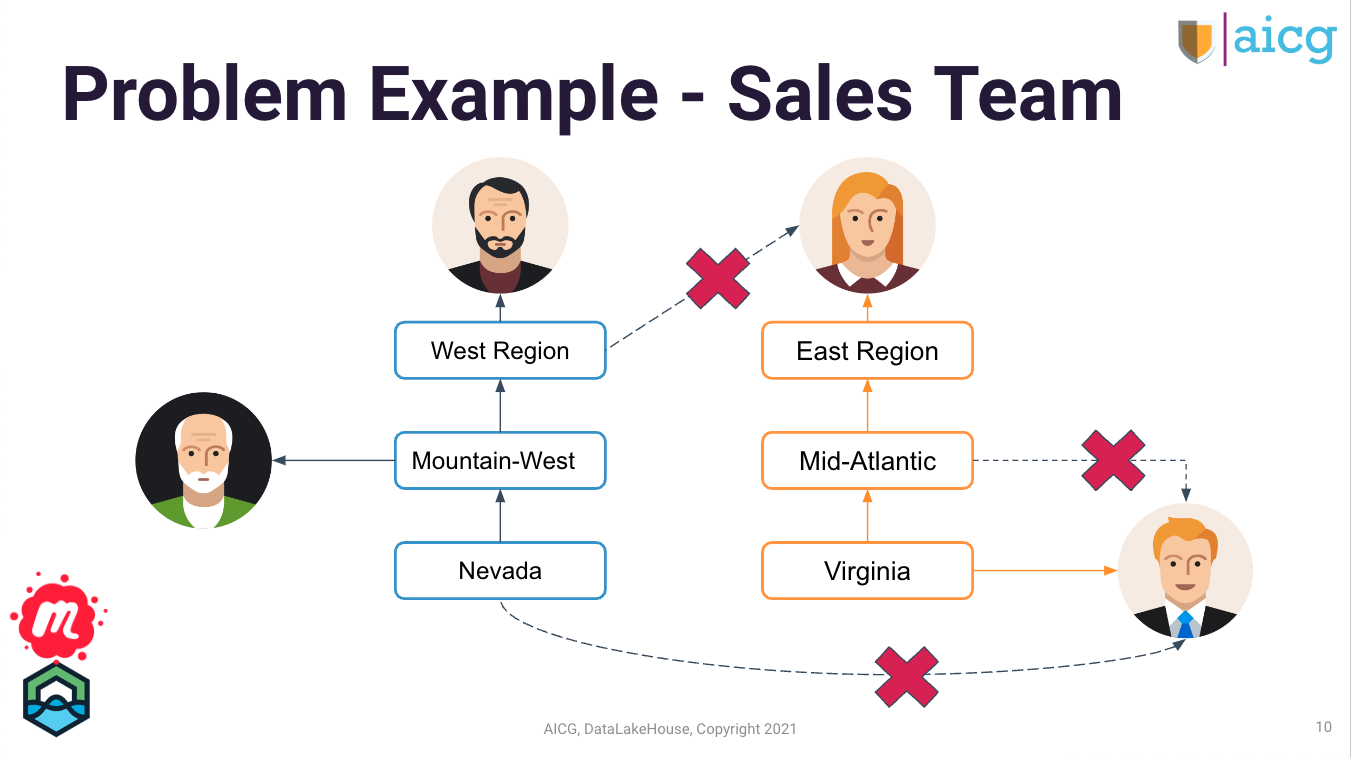 aicg
Problem Example - Sales Team
West Region
East Region
Mountain-West
Mid-Atlantic
Nevada
Virginia
m
AICG, DataLakeHouse, Copyright 2021
10